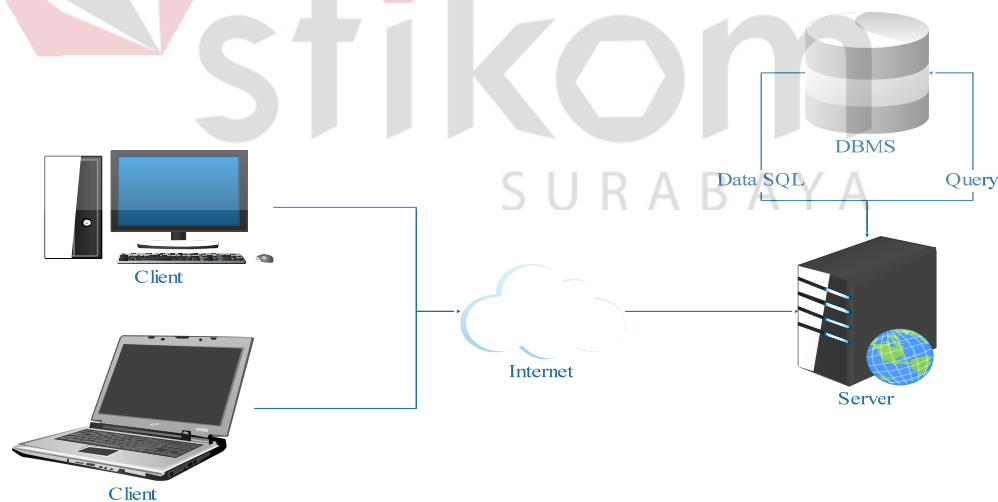 stikom
SURABAYA
DBMS
Data SQL
Query
Client
Internet
Server
Client